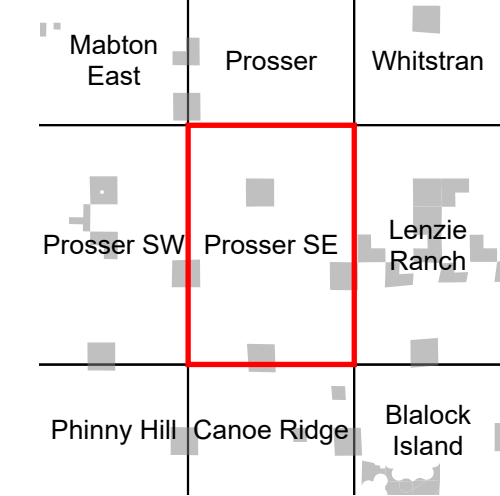 Mabton
East
Prosser
Whitstran
Prosser SW
Prosser SE
Lenzie
Ranch
Phinny Hill
Canoe Ridge
Blalock
Island